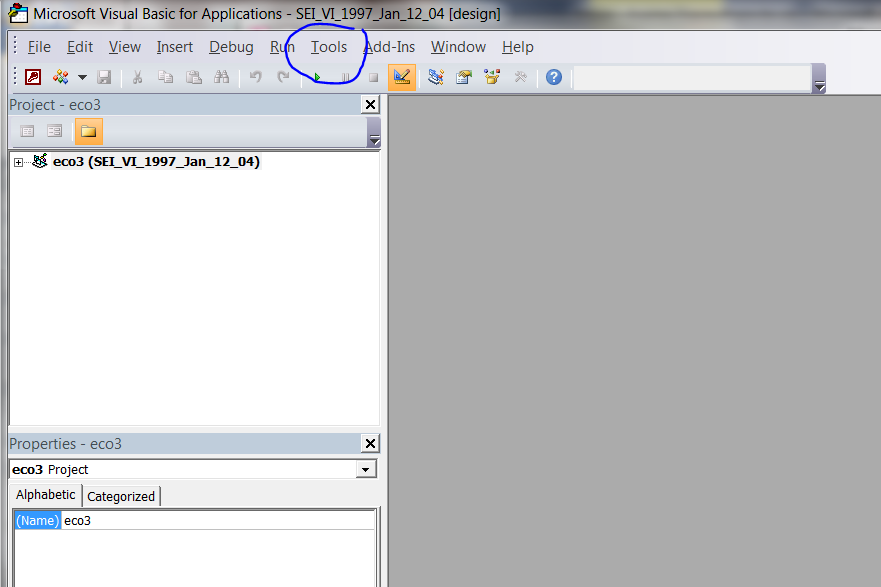 Microsoft Visual Basic for Applications - SEI_VI_1997_Jan_12_04 [design]
File Edit View Insert Debug Run Tools Add-Ins Window Help
Project - eco3
eco3 (SEI_VI_1997_Jan_12_04)
Properties - eco3
eco3 Project
Alphabetic Categorized
(Name) eco3